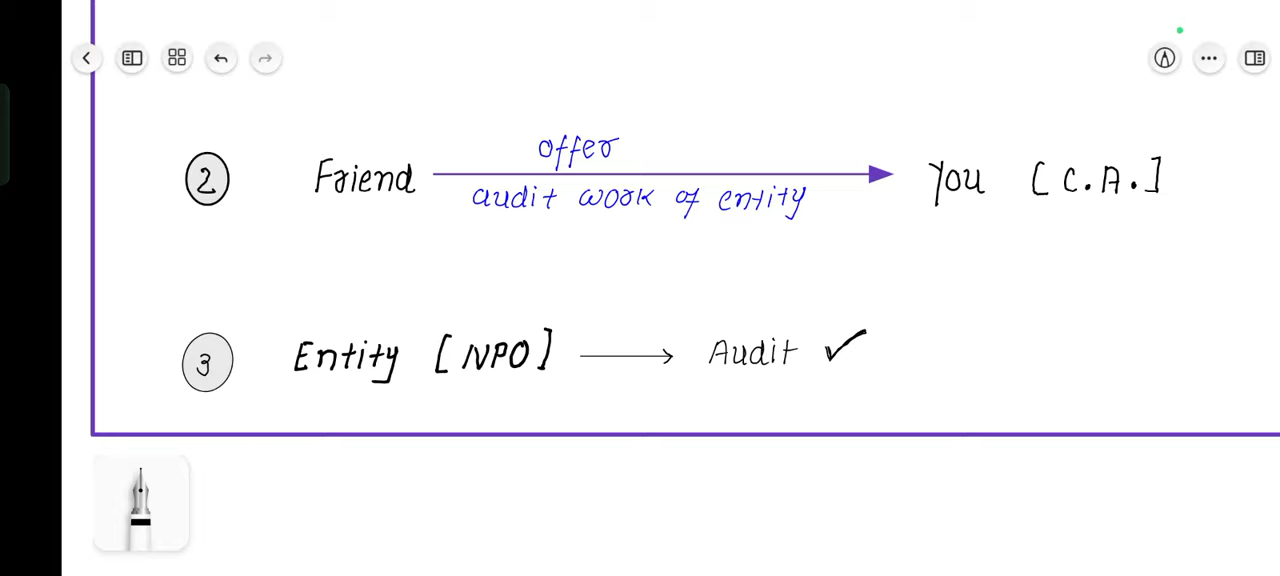 offer
2 Friend → You [C.A.]
audit work of entity
3 Entity [NPO] → Audit ✓